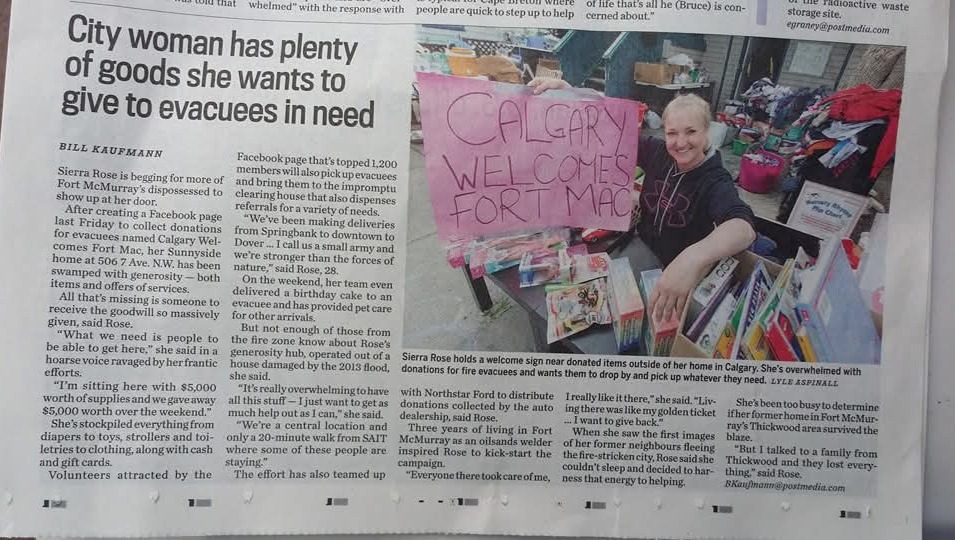 whelmed" with the response with
people are quick to step up to help
of life that's all he (Bruce) is con-
cerned about."
of the radioactive waste
storage site.
egraney@postmedia.com
City woman has plenty
of goods she wants to
give to evacuees in need
BILL KAUFMANN
Sierra Rose is begging for more of
Fort McMurray's dispossessed to
show up at her door.
After creating a Facebook page
last Friday to collect donations
for evacuees named Calgary Wel-
comes Fort Mac, her Sunnyside
home at 506 7 Ave. N.W. has been
swamped with generosity — both
items and offers of services.
All that's missing is someone to
receive the goodwill so massively
given, said Rose.
"What we need is people to
be able to get here," she said in a
hoarse voice ravaged by her frantic
efforts.
"I'm sitting here with $5,000
worth of supplies and we gave away
$5,000 worth over the weekend."
She's stockpiled everything from
diapers to toys, strollers and toi-
letries to clothing, along with cash
and gift cards.
Volunteers attracted by the
Facebook page that's topped 1,200
members will also pick up evacuees
and bring them to the impromptu
clearing house that also dispenses
referrals for a variety of needs.
"We've been making deliveries
from Springbank to downtown to
Dover ... I call us a small army and
we're stronger than the forces of
nature," said Rose, 28.
On the weekend, her team even
delivered a birthday cake to an
evacuee and has provided pet care
for other arrivals.
But not enough of those from
the fire zone know about Rose's
generosity hub, operated out of a
house damaged by the 2013 flood,
she said.
"It's really overwhelming to have
all this stuff — I just want to get as
much help out as I can," she said.
"We're a central location and
only a 20-minute walk from SAIT
where some of these people are
staying."
The effort has also teamed up
CALGARY
WELCOMES
FORT MAC
Nursery Rhyme
Flip Chart
Sierra Rose holds a welcome sign near donated items outside of her home in Calgary. She's overwhelmed with
donations for fire evacuees and wants them to drop by and pick up whatever they need. LYLE ASPINALL
with Northstar Ford to distribute
donations collected by the auto
dealership, said Rose.
Three years of living in Fort
McMurray as an oilsands welder
inspired Rose to kick-start the
campaign.
"Everyone there took care of me,
I really like it there," she said. "Liv-
ing there was like my golden ticket
... I want to give back."
When she saw the first images
of her former neighbours fleeing
the fire-stricken city, Rose said she
couldn't sleep and decided to har-
ness that energy to helping.
She's been too busy to determine
if her former home in Fort McMur-
ray's Thickwood area survived the
blaze.
"But I talked to a family from
Thickwood and they lost every-
thing," said Rose.
BKaufmann@postmedia.com